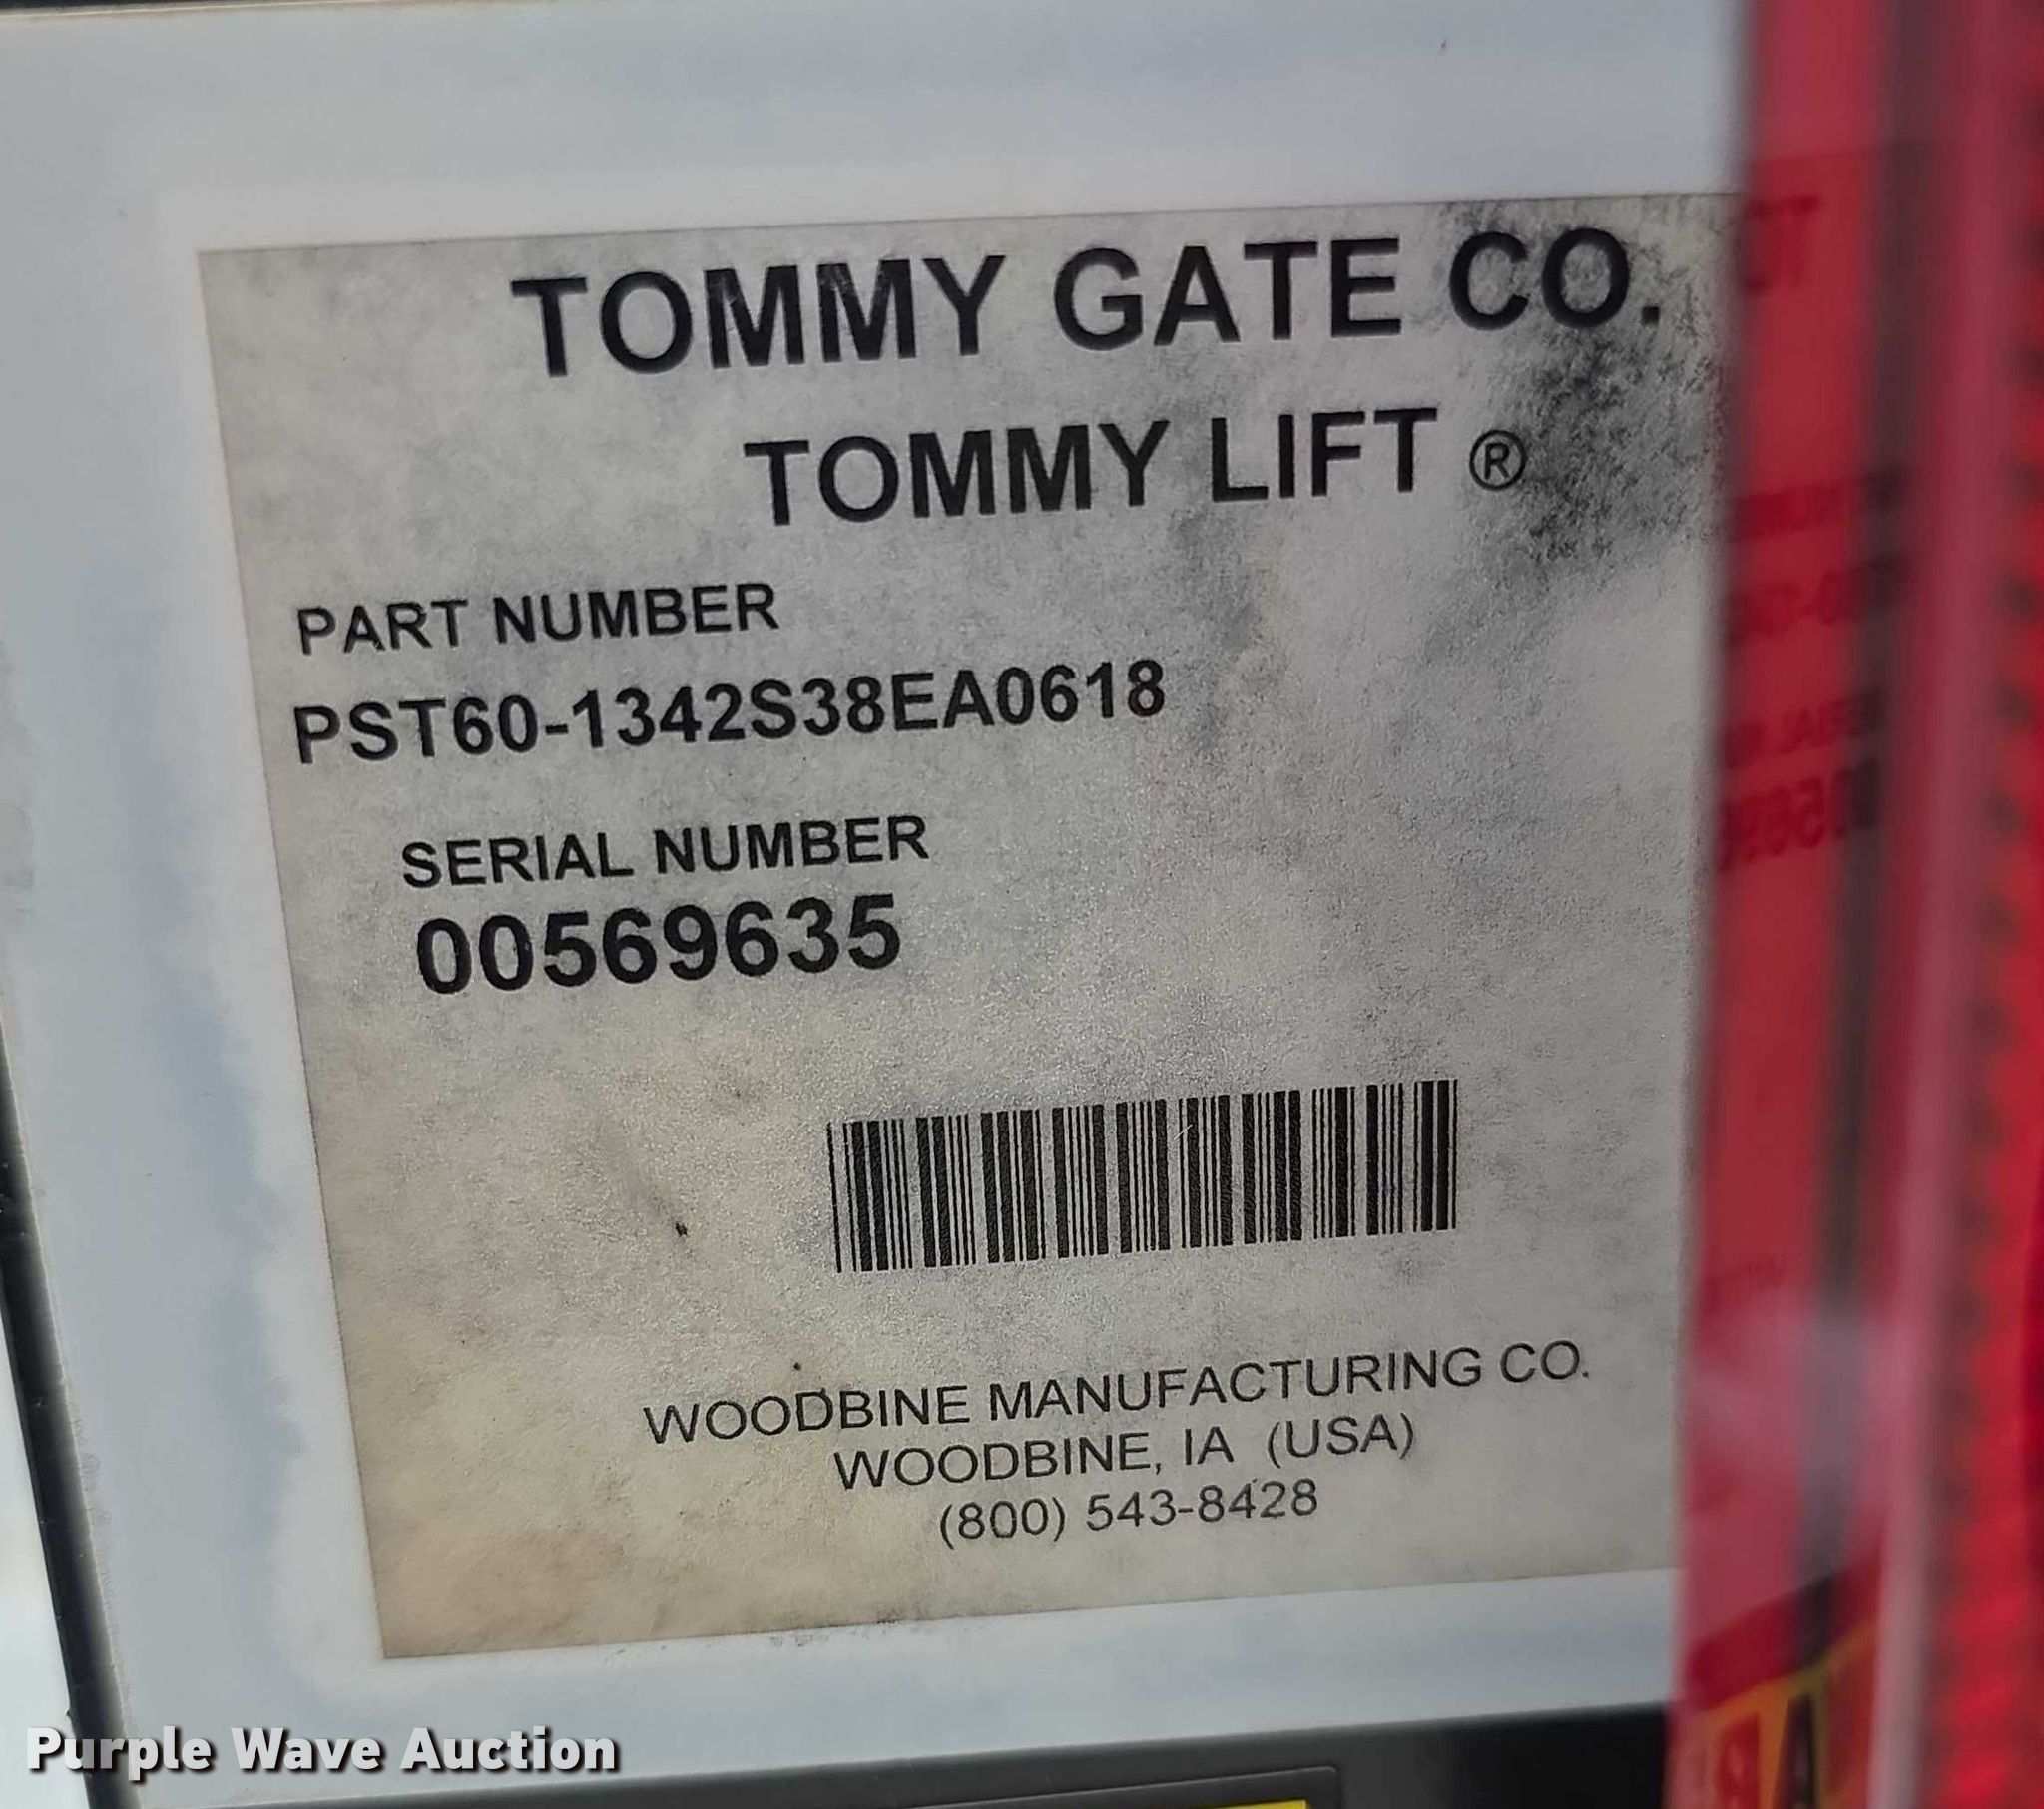 TOMMY GATE CO.
TOMMY LIFT ®
PART NUMBER
PST60-1342S38EA0618
SERIAL NUMBER
00569635
WOODBINE MANUFACTURING CO.
WOODBINE, IA (USA)
(800) 543-8428
Purple Wave Auction